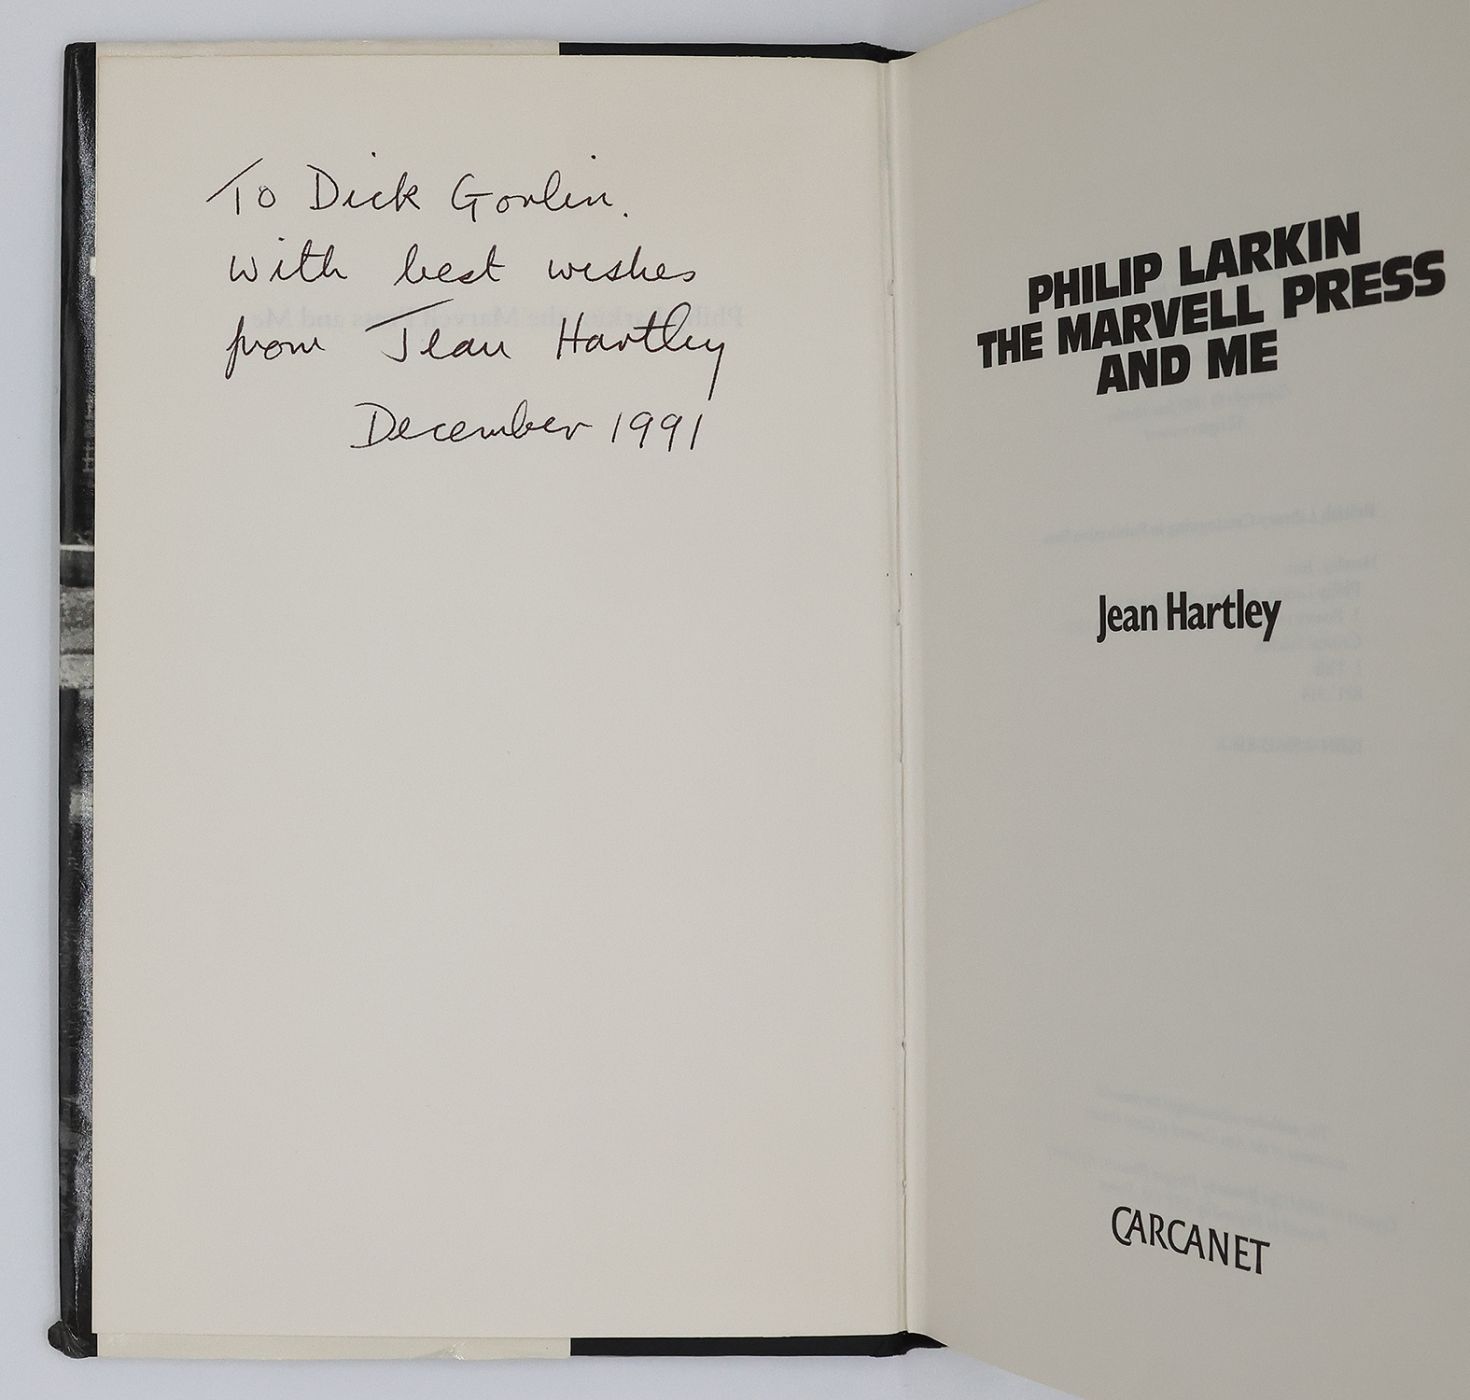 To Dick Gorlin.
with best wishes
from Jean Hartley
December 1991
PHILIP LARKIN
THE MARVELL PRESS
AND ME
Jean Hartley
CARCANET